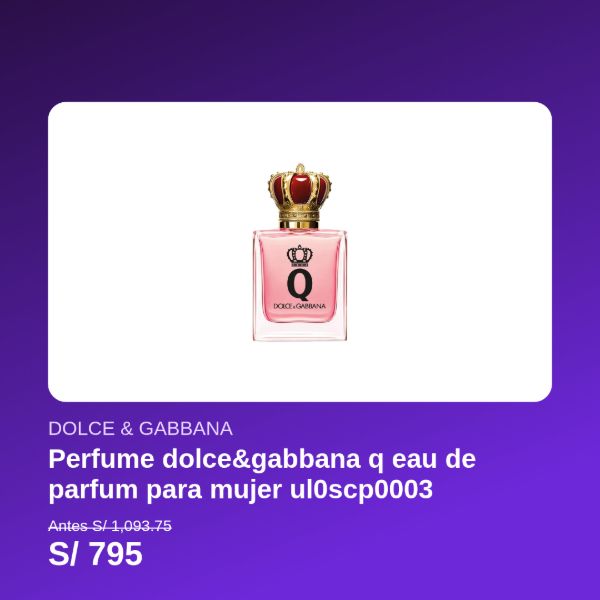 Q
DOLCE & GABBANA
DOLCE & GABBANA
Perfume dolce&gabbana q eau de
parfum para mujer ul0scp0003
Antes S/ 1,093.75
S/ 795